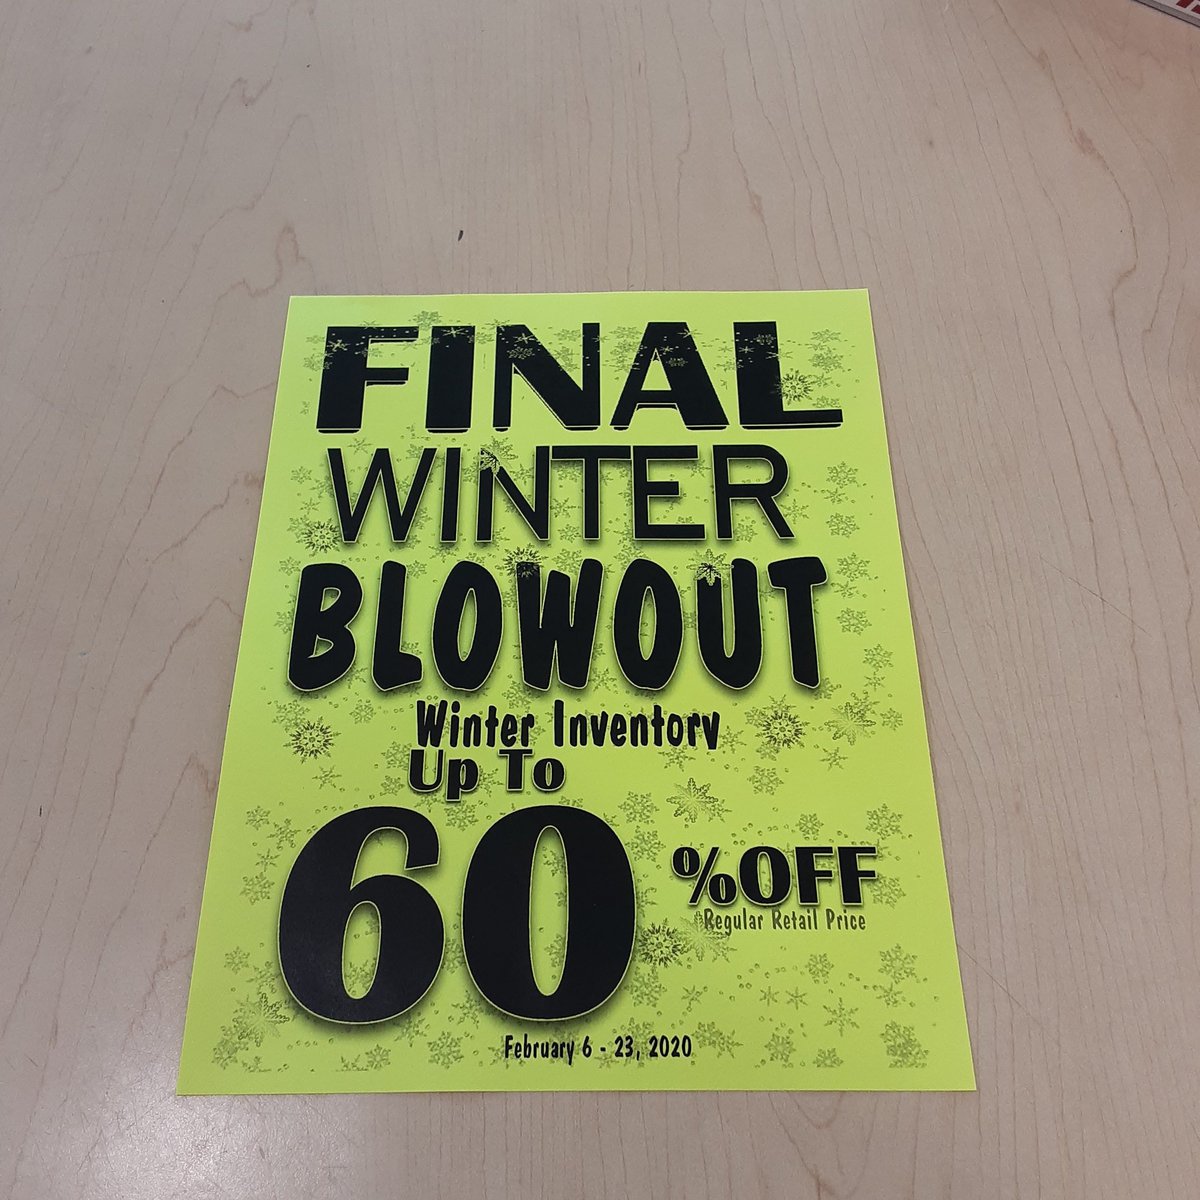 FINAL
WINTER
BLOWOUT
Winter Inventory
Up To
60
%OFF
Regular Retail Price
February 6 - 23, 2020